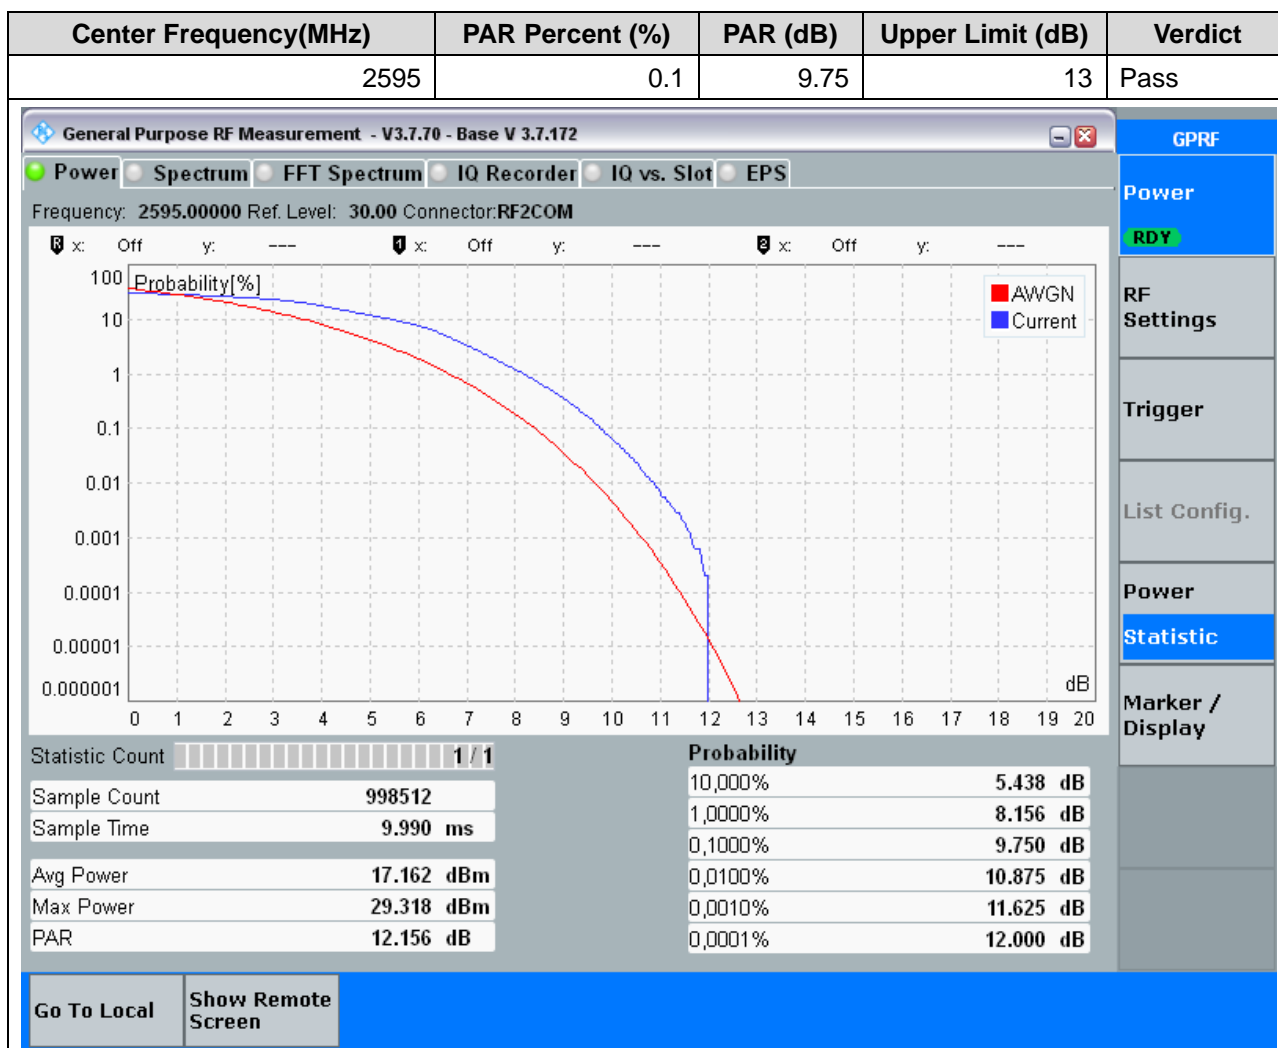 Center Frequency(MHz) PAR Percent (%) PAR (dB) Upper Limit (dB) Verdict
2595 0.1 9.75 13 Pass
General Purpose RF Measurement - V3.7.70 - Base V 3.7.172
GPRF
Power Spectrum FFT Spectrum IQ Recorder IQ vs. Slot EPS
Frequency: 2595.00000 Ref. Level: 30.00 Connector:RF2COM
Power
RDY
R x: Off y: --- 1 x: Off y: --- 2 x: Off y: ---
100 Probability[%]
AWGN
Current
10
1
0.1
0.01
0.001
0.0001
0.00001
0.000001
dB
0 1 2 3 4 5 6 7 8 9 10 11 12 13 14 15 16 17 18 19 20
RF
Settings
Trigger
List Config.
Power
Statistic
Marker /
Display
Statistic Count 1 / 1
Sample Count 998512
Sample Time 9.990 ms
Avg Power 17.162 dBm
Max Power 29.318 dBm
PAR 12.156 dB
Probability
10,000% 5.438 dB
1,0000% 8.156 dB
0,1000% 9.750 dB
0,0100% 10.875 dB
0,0010% 11.625 dB
0,0001% 12.000 dB
Go To Local
Show Remote
Screen